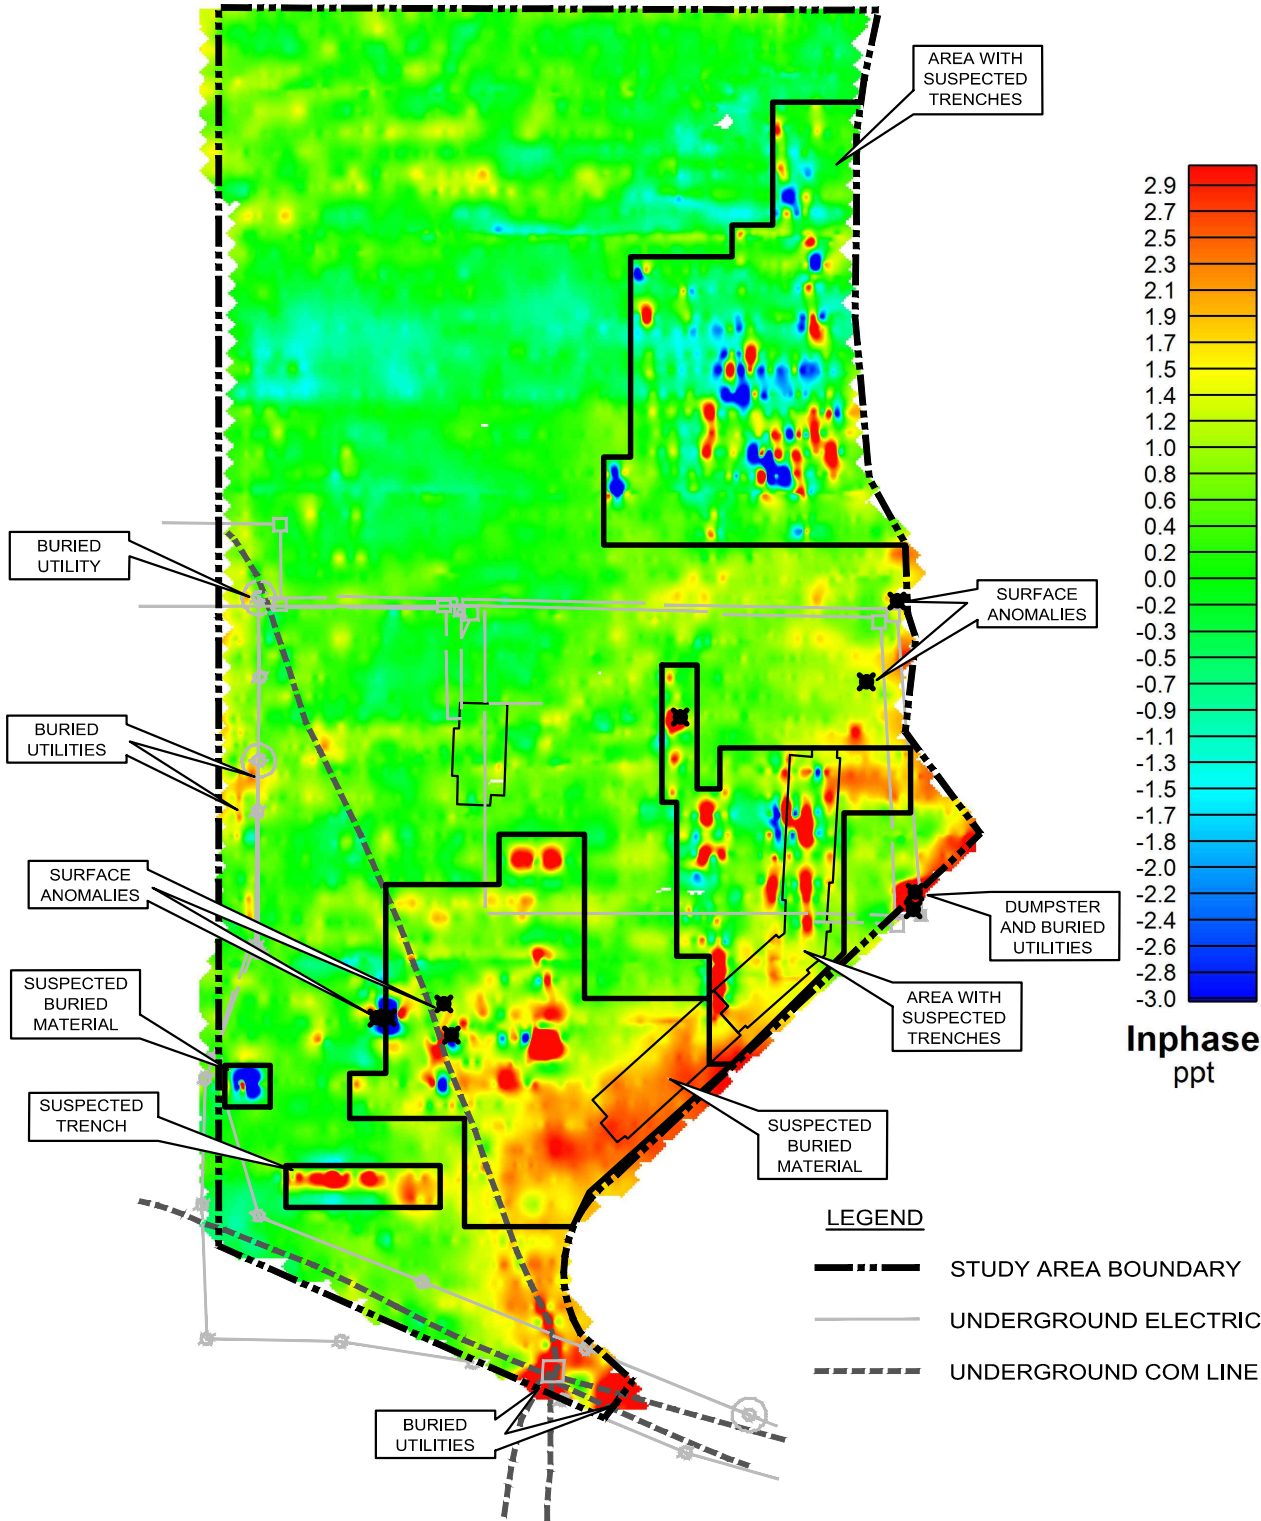 AREA WITH
SUSPECTED
TRENCHES
2.9
2.7
2.5
2.3
2.1
1.9
1.7
1.5
1.4
1.2
1.0
0.8
0.6
0.4
0.2
0.0
-0.2
-0.3
-0.5
-0.7
-0.9
-1.1
-1.3
-1.5
-1.7
-1.8
-2.0
-2.2
-2.4
-2.6
-2.8
-3.0
Inphase
ppt
BURIED
UTILITY
SURFACE
ANOMALIES
BURIED
UTILITIES
SURFACE
ANOMALIES
DUMPSTER
AND BURIED
UTILITIES
SUSPECTED
BURIED
MATERIAL
AREA WITH
SUSPECTED
TRENCHES
SUSPECTED
TRENCH
SUSPECTED
BURIED
MATERIAL
LEGEND
STUDY AREA BOUNDARY
UNDERGROUND ELECTRIC
UNDERGROUND COM LINE
BURIED
UTILITIES